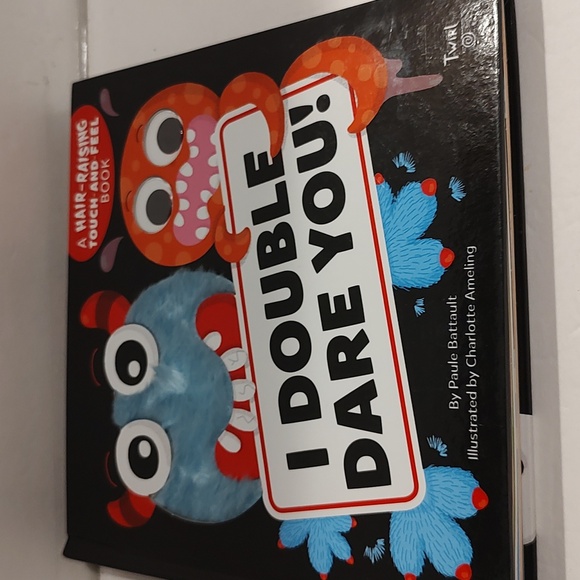 A HAIR-RAISING
TOUCH-AND-FEEL
BOOK
I DOUBLE
DARE YOU!
By Paule Battault
Illustrated by Charlotte Ameling
TWIRL